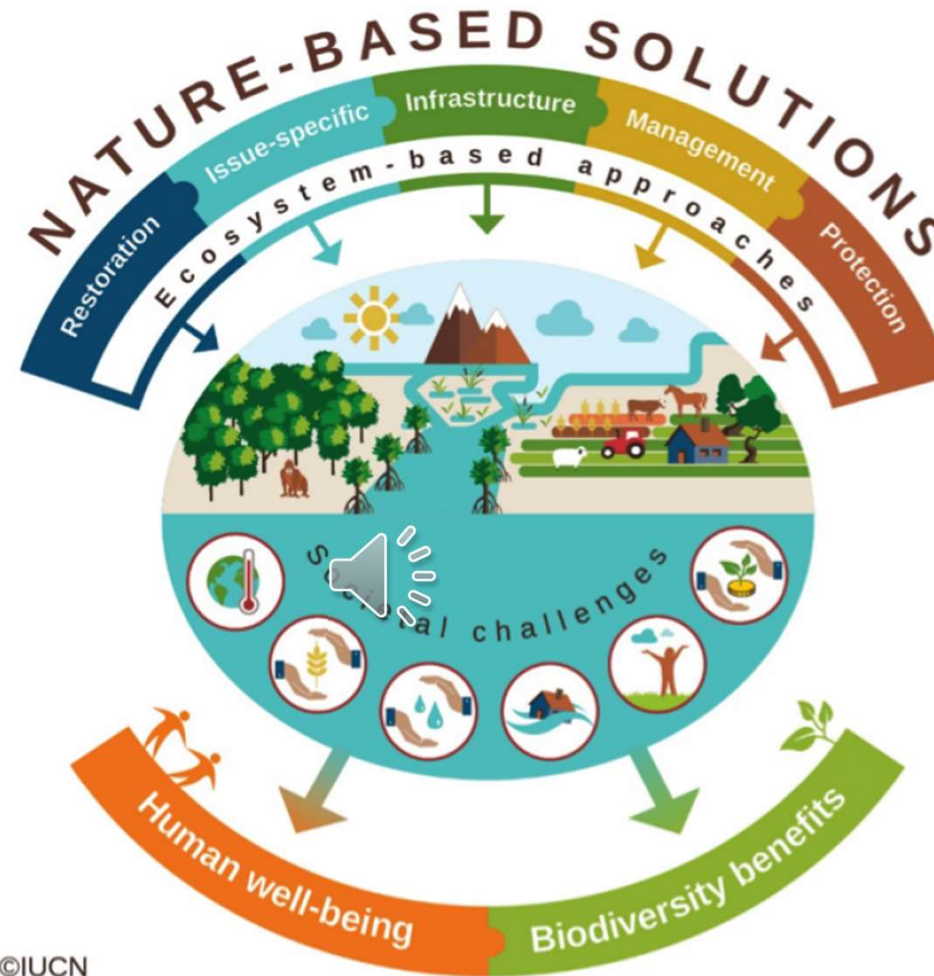 NATURE-BASED SOLUTIONS
Restoration
Issue-specific
Infrastructure
Management
Protection
Ecosystem-based approaches
Societal challenges
Human well-being
Biodiversity benefits
©IUCN